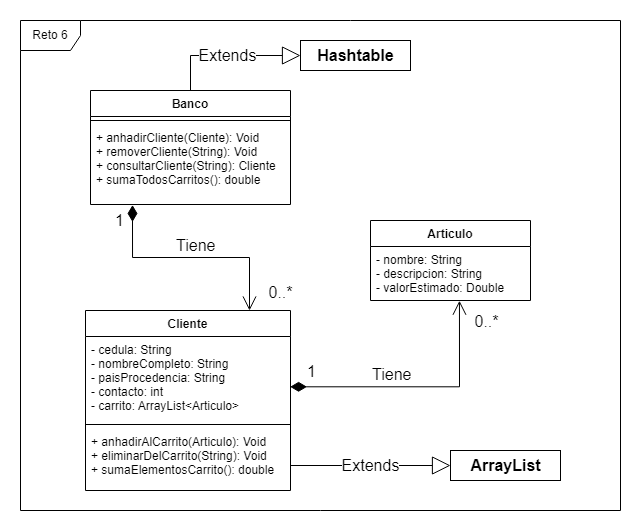 Reto 6
Extends
Hashtable
Banco
+ anhadirCliente(Cliente): Void
+ removerCliente(String): Void
+ consultarCliente(String): Cliente
+ sumaTodosCarritos(): double
1
Tiene
0..*
Articulo
- nombre: String
- descripcion: String
- valorEstimado: Double
0..*
Cliente
- cedula: String
- nombreCompleto: String
- paisProcedencia: String
- contacto: int
- carrito: ArrayList<Articulo>
1
Tiene
+ anhadirAlCarrito(Articulo): Void
+ eliminarDelCarrito(String): Void
+ sumaElementosCarrito(): double
Extends
ArrayList